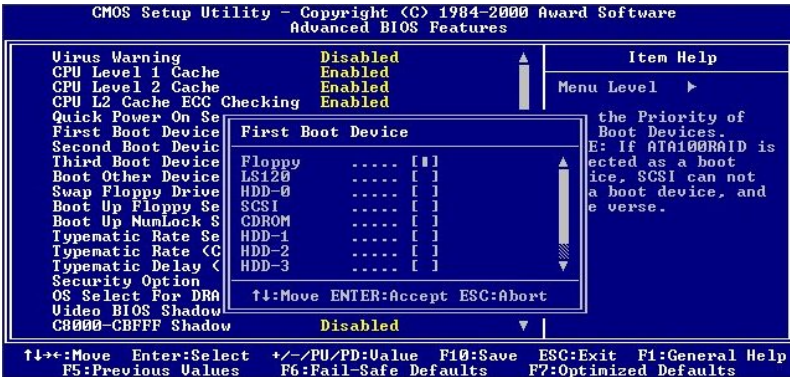 CMOS Setup Utility - Copyright (C) 1984-2000 Award Software
Advanced BIOS Features
Virus Warning Disabled
CPU Level 1 Cache Enabled
CPU Level 2 Cache Enabled
CPU L2 Cache ECC Checking Enabled
Quick Power On Se
First Boot Device
Second Boot Devic
Third Boot Device
Boot Other Device
Swap Floppy Drive
Boot Up Floppy Se
Boot Up NumLock S
Typematic Rate Se
Typematic Rate (C
Typematic Delay (
Security Option
OS Select For DRA
Video BIOS Shadow
C8000-CBFFF Shadow Disabled
First Boot Device
Floppy ..... [▮]
LS120 ..... [ ]
HDD-0 ..... [ ]
SCSI ..... [ ]
CDROM ..... [ ]
HDD-1 ..... [ ]
HDD-2 ..... [ ]
HDD-3 ..... [ ]
↑↓:Move ENTER:Accept ESC:Abort
Item Help
Menu Level ►
the Priority of
Boot Devices.
E: If ATA100RAID is
ected as a boot
ice, SCSI can not
a boot device, and
e verse.
↑↓→←:Move Enter:Select +/-/PU/PD:Value F10:Save ESC:Exit F1:General Help
F5:Previous Values F6:Fail-Safe Defaults F7:Optimized Defaults